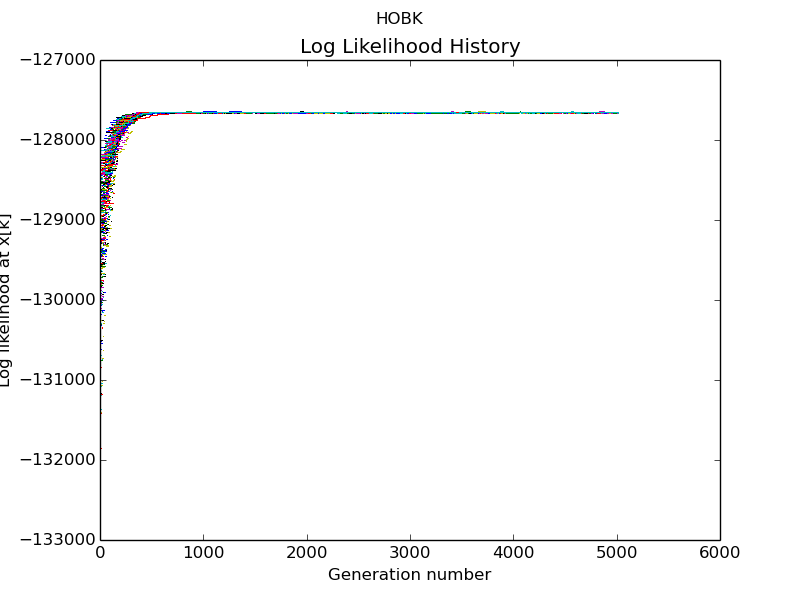 HOBK
Log Likelihood History
−127000
−128000
−129000
−130000
−131000
−132000
−133000
Log likelihood at x[k]
0 1000 2000 3000 4000 5000 6000
Generation number